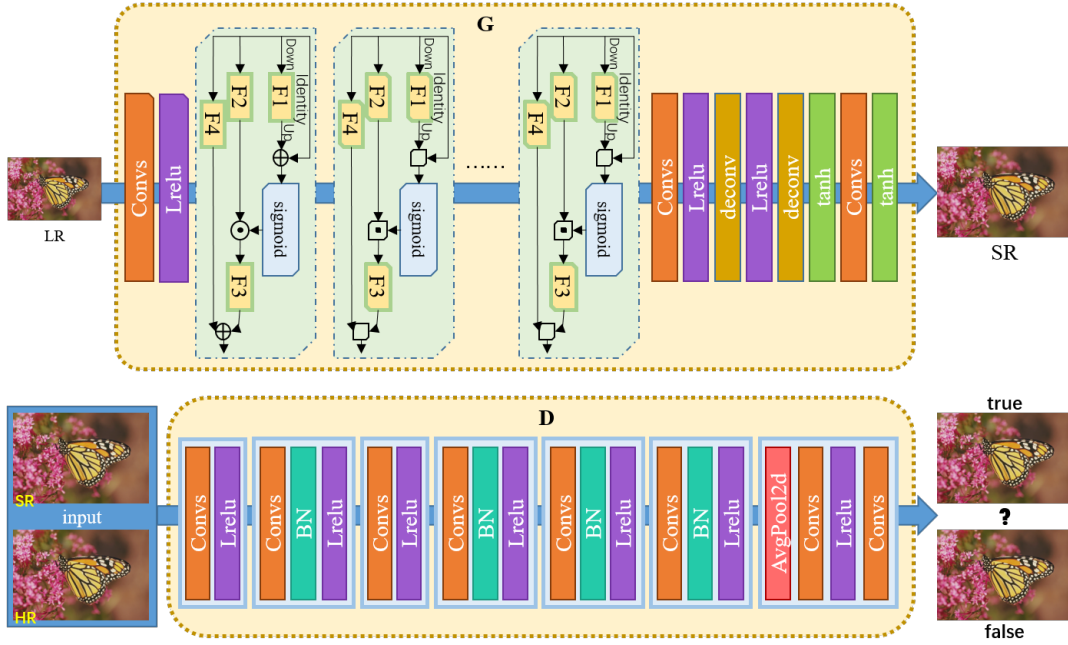 G
LR
Convs
Lrelu
F4
F2
F1
Down
Identity
Up
sigmoid
F3
F4
F2
F1
Down
Identity
Up
sigmoid
F3
......
F4
F2
F1
Down
Identity
Up
sigmoid
F3
Convs
Lrelu
deconv
Lrelu
deconv
tanh
Convs
tanh
SR
D
SR
input
HR
Convs
Lrelu
Convs
BN
Lrelu
Convs
Lrelu
Convs
BN
Lrelu
Convs
BN
Lrelu
Convs
BN
Lrelu
AvgPool2d
Convs
Lrelu
Convs
true
?
false